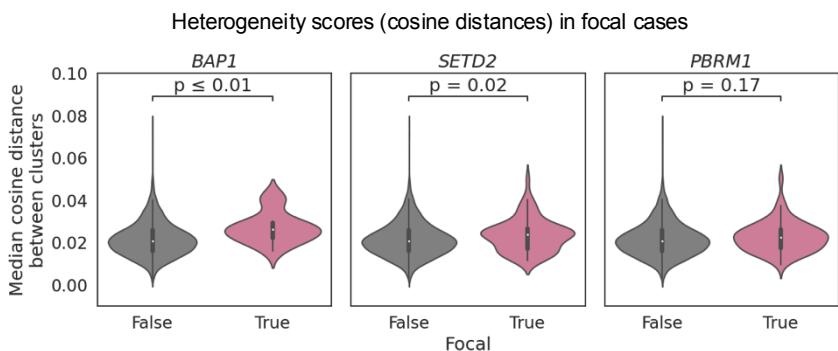 Heterogeneity scores (cosine distances) in focal cases
BAP1
SETD2
PBRM1
Median cosine distance
between clusters
0.10
0.08
0.06
0.04
0.02
0.00
p ≤ 0.01
p = 0.02
p = 0.17
False
True
False
True
False
True
Focal